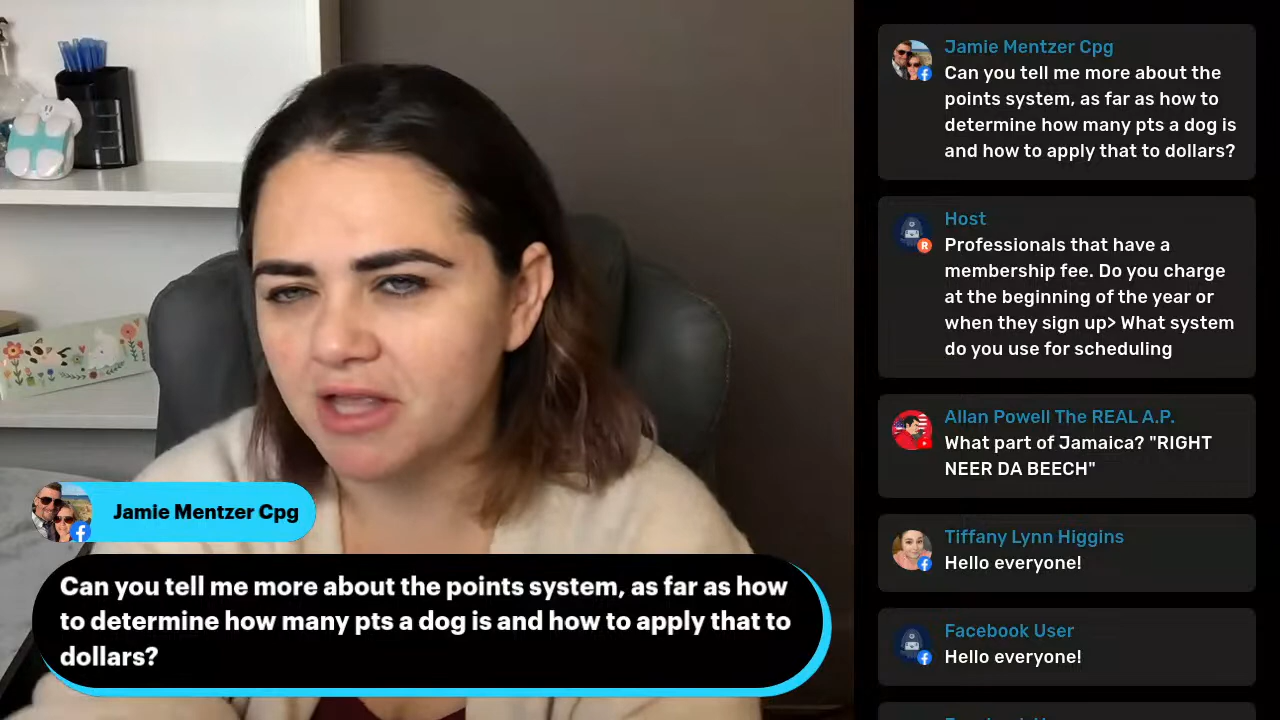 Jamie Mentzer Cpg
Can you tell me more about the points system, as far as how
to determine how many pts a dog is and how to apply that to
dollars?
Jamie Mentzer Cpg
Can you tell me more about the
points system, as far as how to
determine how many pts a dog is
and how to apply that to dollars?
Host
Professionals that have a
membership fee. Do you charge
at the beginning of the year or
when they sign up> What system
do you use for scheduling
Allan Powell The REAL A.P.
What part of Jamaica? "RIGHT
NEER DA BEECH"
Tiffany Lynn Higgins
Hello everyone!
Facebook User
Hello everyone!